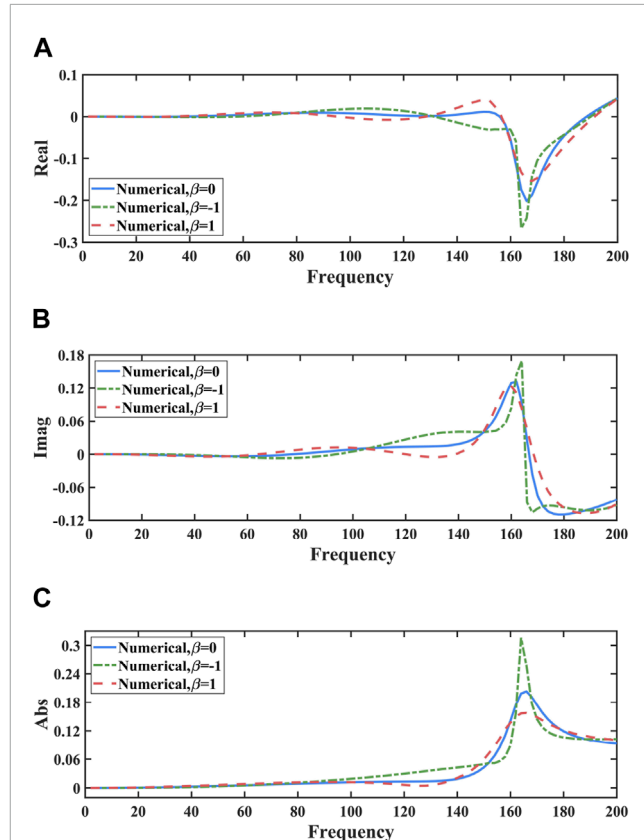 A
0.1
0
-0.1
-0.2
-0.3
Real
Numerical,β=0
Numerical,β=-1
Numerical,β=1
0 20 40 60 80 100 120 140 160 180 200
Frequency
B
0.18
0.12
0.06
0
-0.06
-0.12
Imag
Numerical,β=0
Numerical,β=-1
Numerical,β=1
0 20 40 60 80 100 120 140 160 180 200
Frequency
C
0.3
0.24
0.18
0.12
0.06
0
Abs
Numerical,β=0
Numerical,β=-1
Numerical,β=1
0 20 40 60 80 100 120 140 160 180 200
Frequency